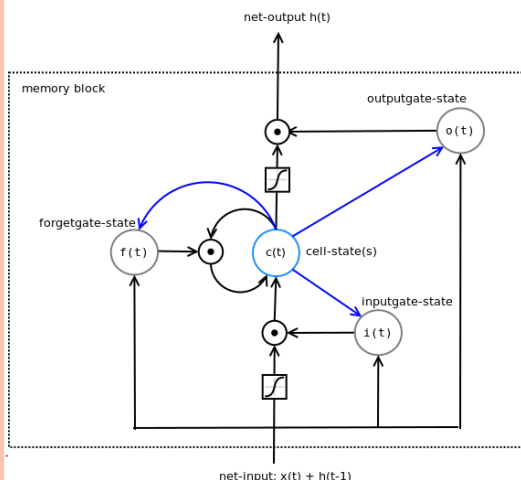 net-output h(t)
memory block
outputgate-state
o(t)
forgetgate-state
f(t)
c(t)
cell-state(s)
inputgate-state
i(t)
net-input: x(t) + h(t-1)